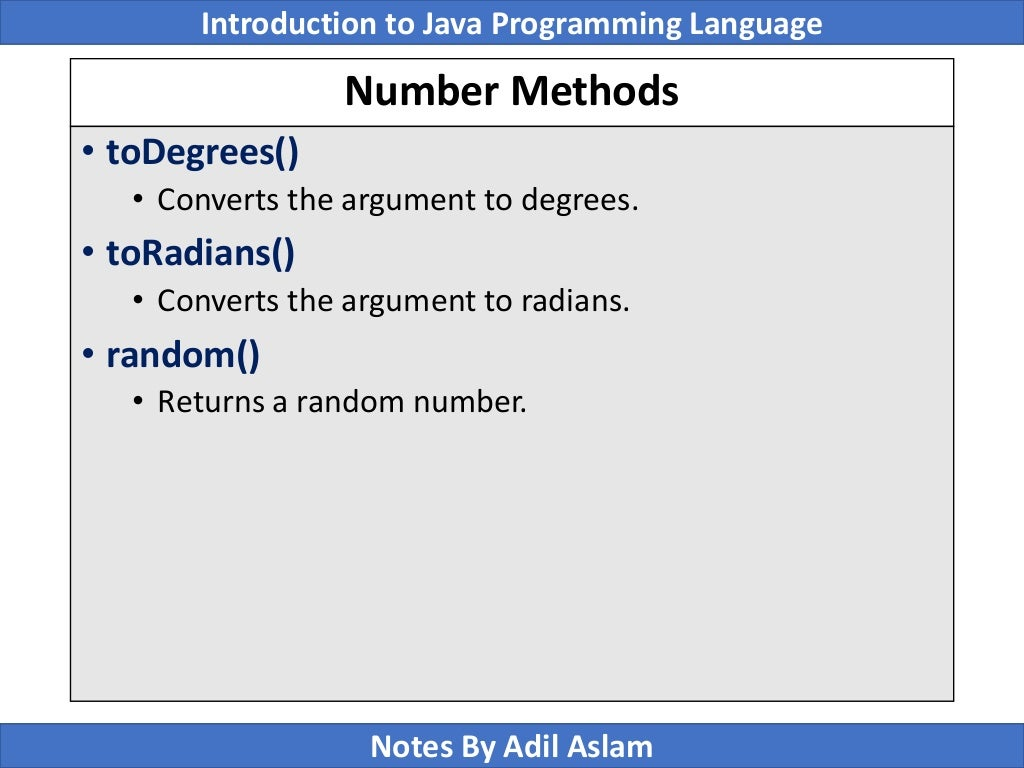 Introduction to Java Programming Language
Number Methods
• toDegrees()
• Converts the argument to degrees.
• toRadians()
• Converts the argument to radians.
• random()
• Returns a random number.
Notes By Adil Aslam